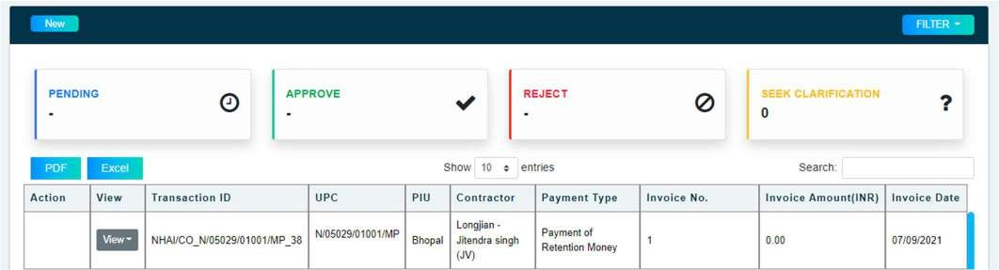 New
FILTER
PENDING
-
APPROVE
-
REJECT
-
SEEK CLARIFICATION
0
?
PDF
Excel
Show 10 entries
Search:
Action View Transaction ID UPC PIU Contractor Payment Type Invoice No. Invoice Amount(INR) Invoice Date
View
NHAI/CO_N/05029/01001/MP_38
N/05029/01001/MP
Bhopal
Longjian -
Jitendra singh
(JV)
Payment of
Retention Money
1
0.00
07/09/2021